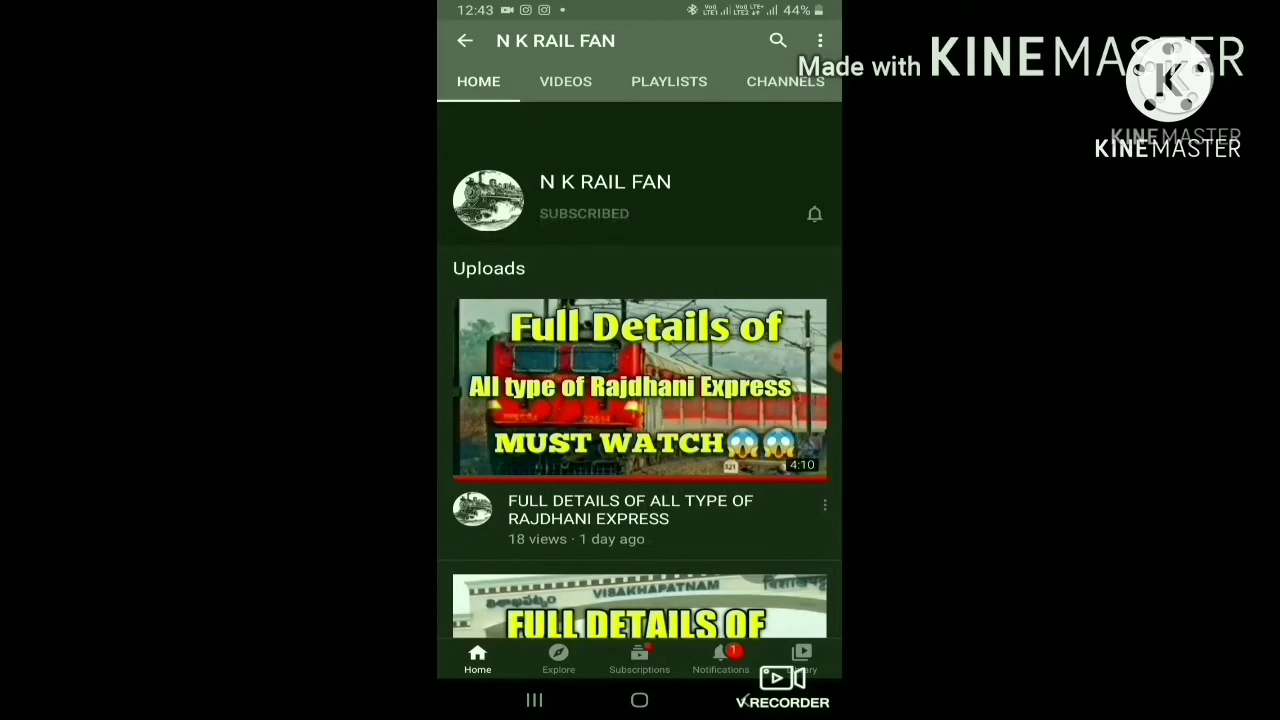 12:43
44%
N K RAIL FAN
HOME VIDEOS PLAYLISTS CHANNELS
Made with KINEMASTER
KINEMASTER
KINEMASTER
N K RAIL FAN
SUBSCRIBED
Uploads
Full Details of
All type of Rajdhani Express
MUST WATCH😱😱
4:10
FULL DETAILS OF ALL TYPE OF
RAJDHANI EXPRESS
18 views · 1 day ago
VISAKHAPATNAM
FULL DETAILS OF
1
Home Explore Subscriptions Notifications
V RECORDER